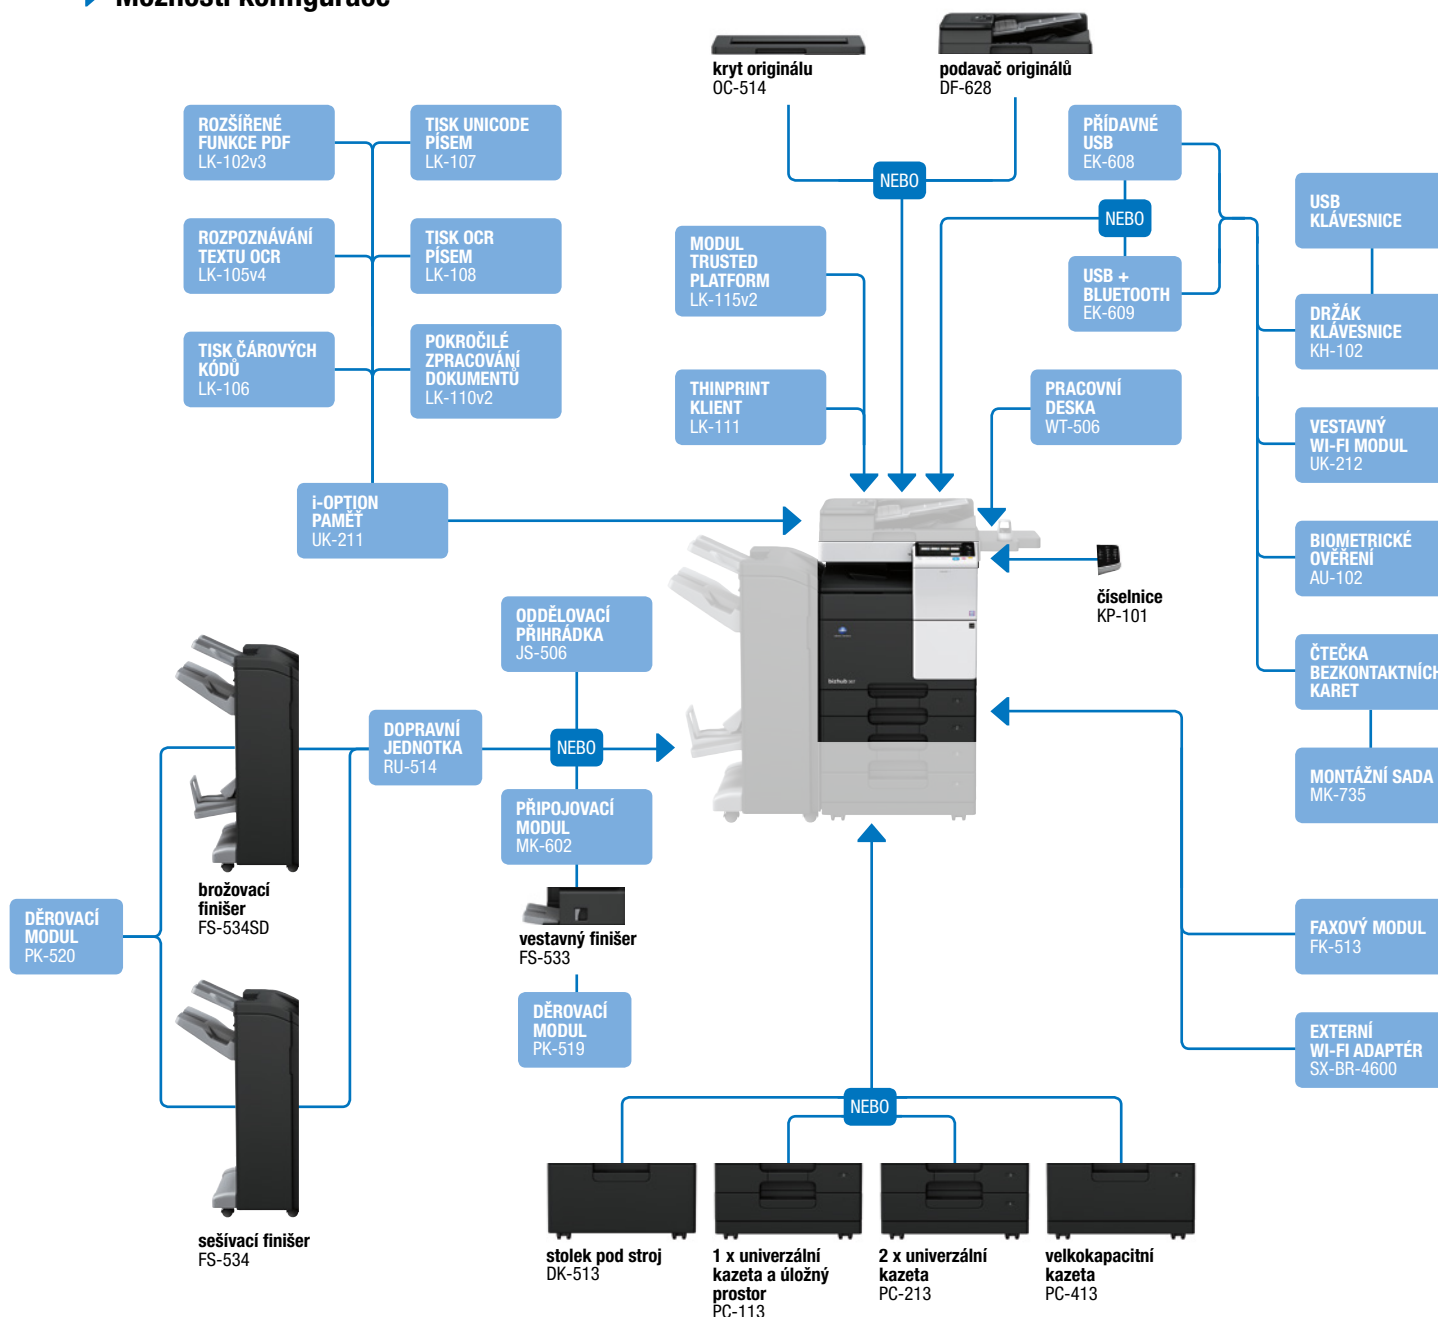 Možnosti konfigurace
kryt originálu
OC-514
podavač originálů
DF-628
ROZŠÍŘENÉ
FUNKCE PDF
LK-102v3
TISK UNICODE
PÍSEM
LK-107
PŘÍDAVNÉ
USB
EK-608
NEBO
USB
KLÁVESNICE
ROZPOZNÁVÁNÍ
TEXTU OCR
LK-105v4
TISK OCR
PÍSEM
LK-108
MODUL
TRUSTED
PLATFORM
LK-115v2
NEBO
USB +
BLUETOOTH
EK-609
DRŽÁK
KLÁVESNICE
KH-102
TISK ČÁROVÝCH
KÓDŮ
LK-106
POKROČILÉ
ZPRACOVÁNÍ
DOKUMENTŮ
LK-110v2
THINPRINT
KLIENT
LK-111
PRACOVNÍ
DESKA
WT-506
VESTAVNÝ
WI-FI MODUL
UK-212
i-OPTION
PAMĚŤ
UK-211
BIOMETRICKÉ
OVĚŘENÍ
AU-102
číselnice
KP-101
ODDĚLOVACÍ
PŘIHRÁDKA
JS-506
bizhub 367
ČTEČKA
BEZKONTAKTNÍCH
KARET
DOPRAVNÍ
JEDNOTKA
RU-514
NEBO
MONTÁŽNÍ SADA
MK-735
PŘIPOJOVACÍ
MODUL
MK-602
brožovací
finišer
FS-534SD
DĚROVACÍ
MODUL
PK-520
vestavný finišer
FS-533
FAXOVÝ MODUL
FK-513
DĚROVACÍ
MODUL
PK-519
EXTERNÍ
WI-FI ADAPTÉR
SX-BR-4600
NEBO
sešívací finišer
FS-534
stolek pod stroj
DK-513
1 x univerzální
kazeta a úložný
prostor
PC-113
2 x univerzální
kazeta
PC-213
velkokapacitní
kazeta
PC-413